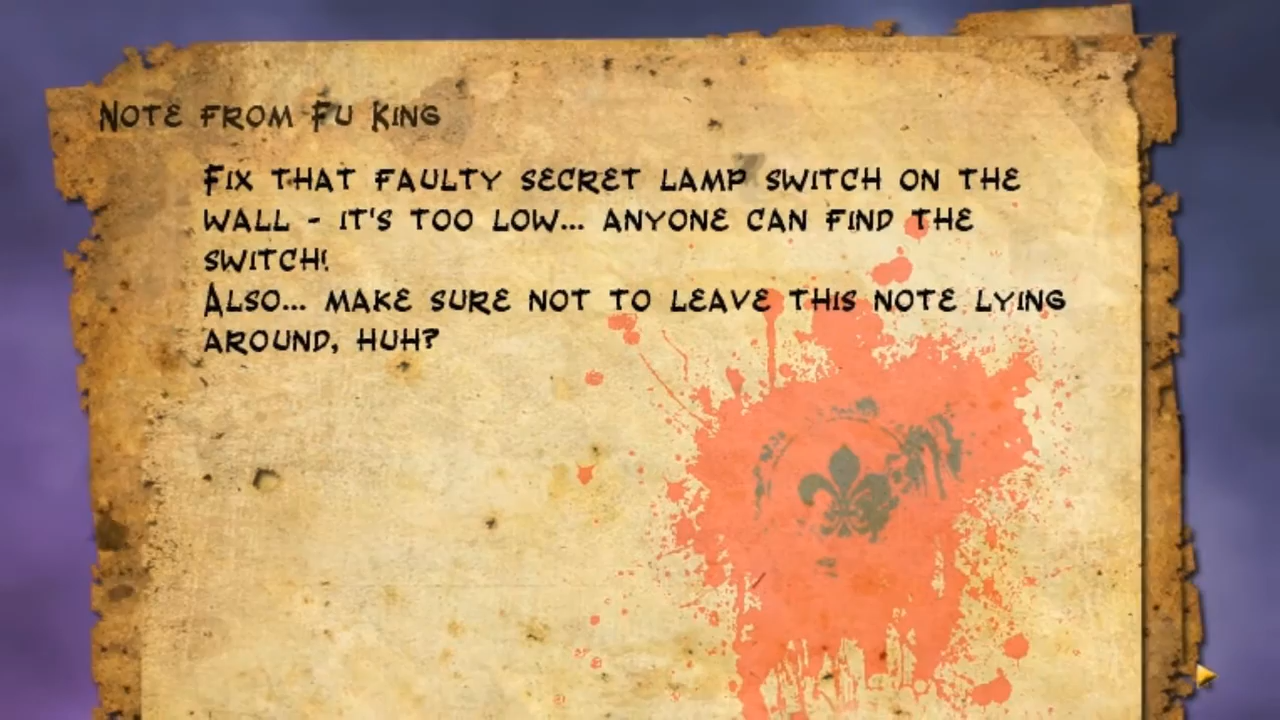 Note from Fu King
Fix that faulty secret lamp switch on the
wall - it's too low... anyone can find the
switch!
Also... make sure not to leave this note lying
around, huh?